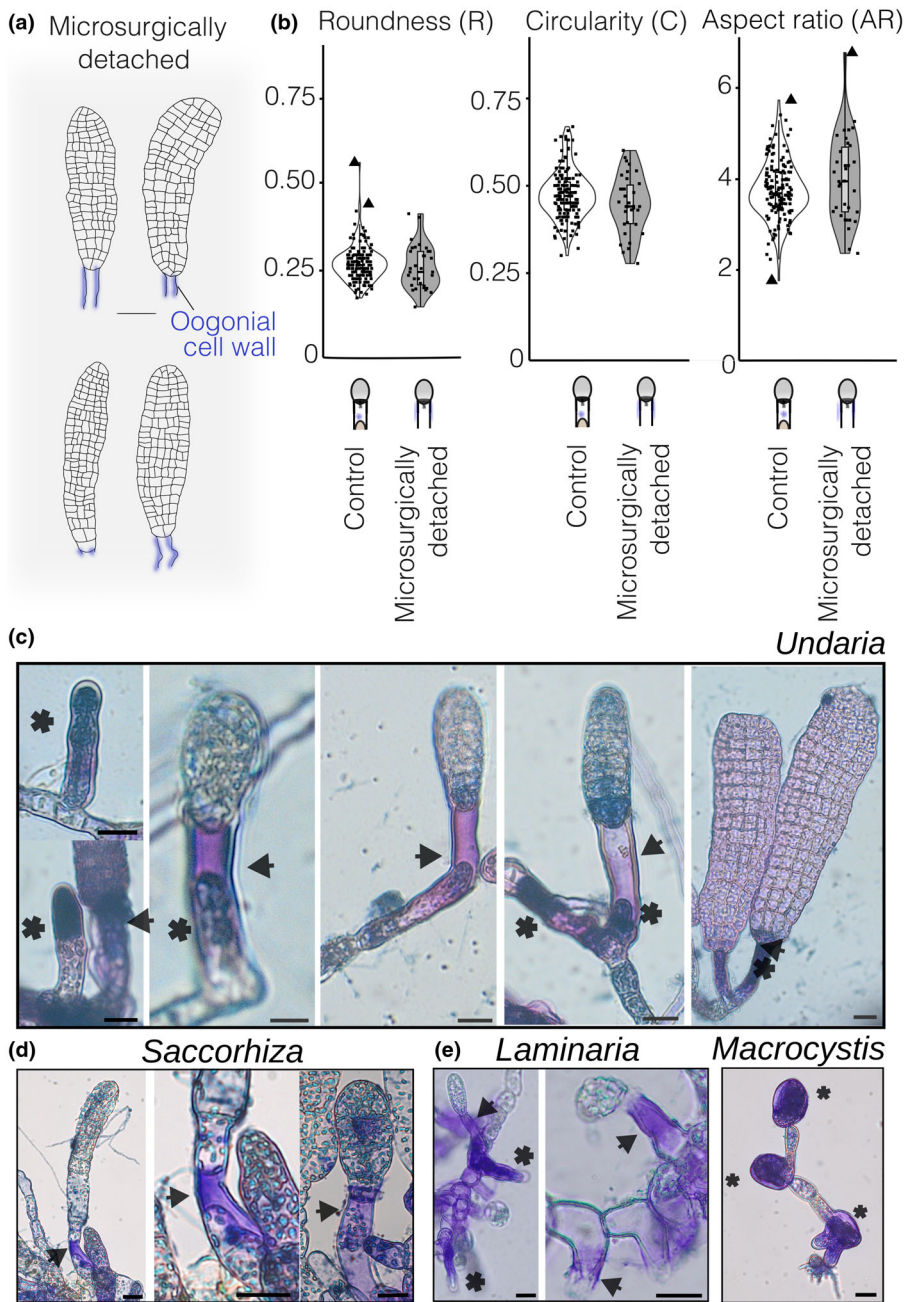 (a) Microsurgically
detached
Oogonial
cell wall
(b) Roundness (R)
0.75
0.50
0.25
0
Control
Microsurgically
detached
Circularity (C)
0.75
0.50
0.25
0
Control
Microsurgically
detached
Aspect ratio (AR)
6
4
2
0
Control
Microsurgically
detached
(c)
Undaria
(d) Saccorhiza
(e) Laminaria
Macrocystis